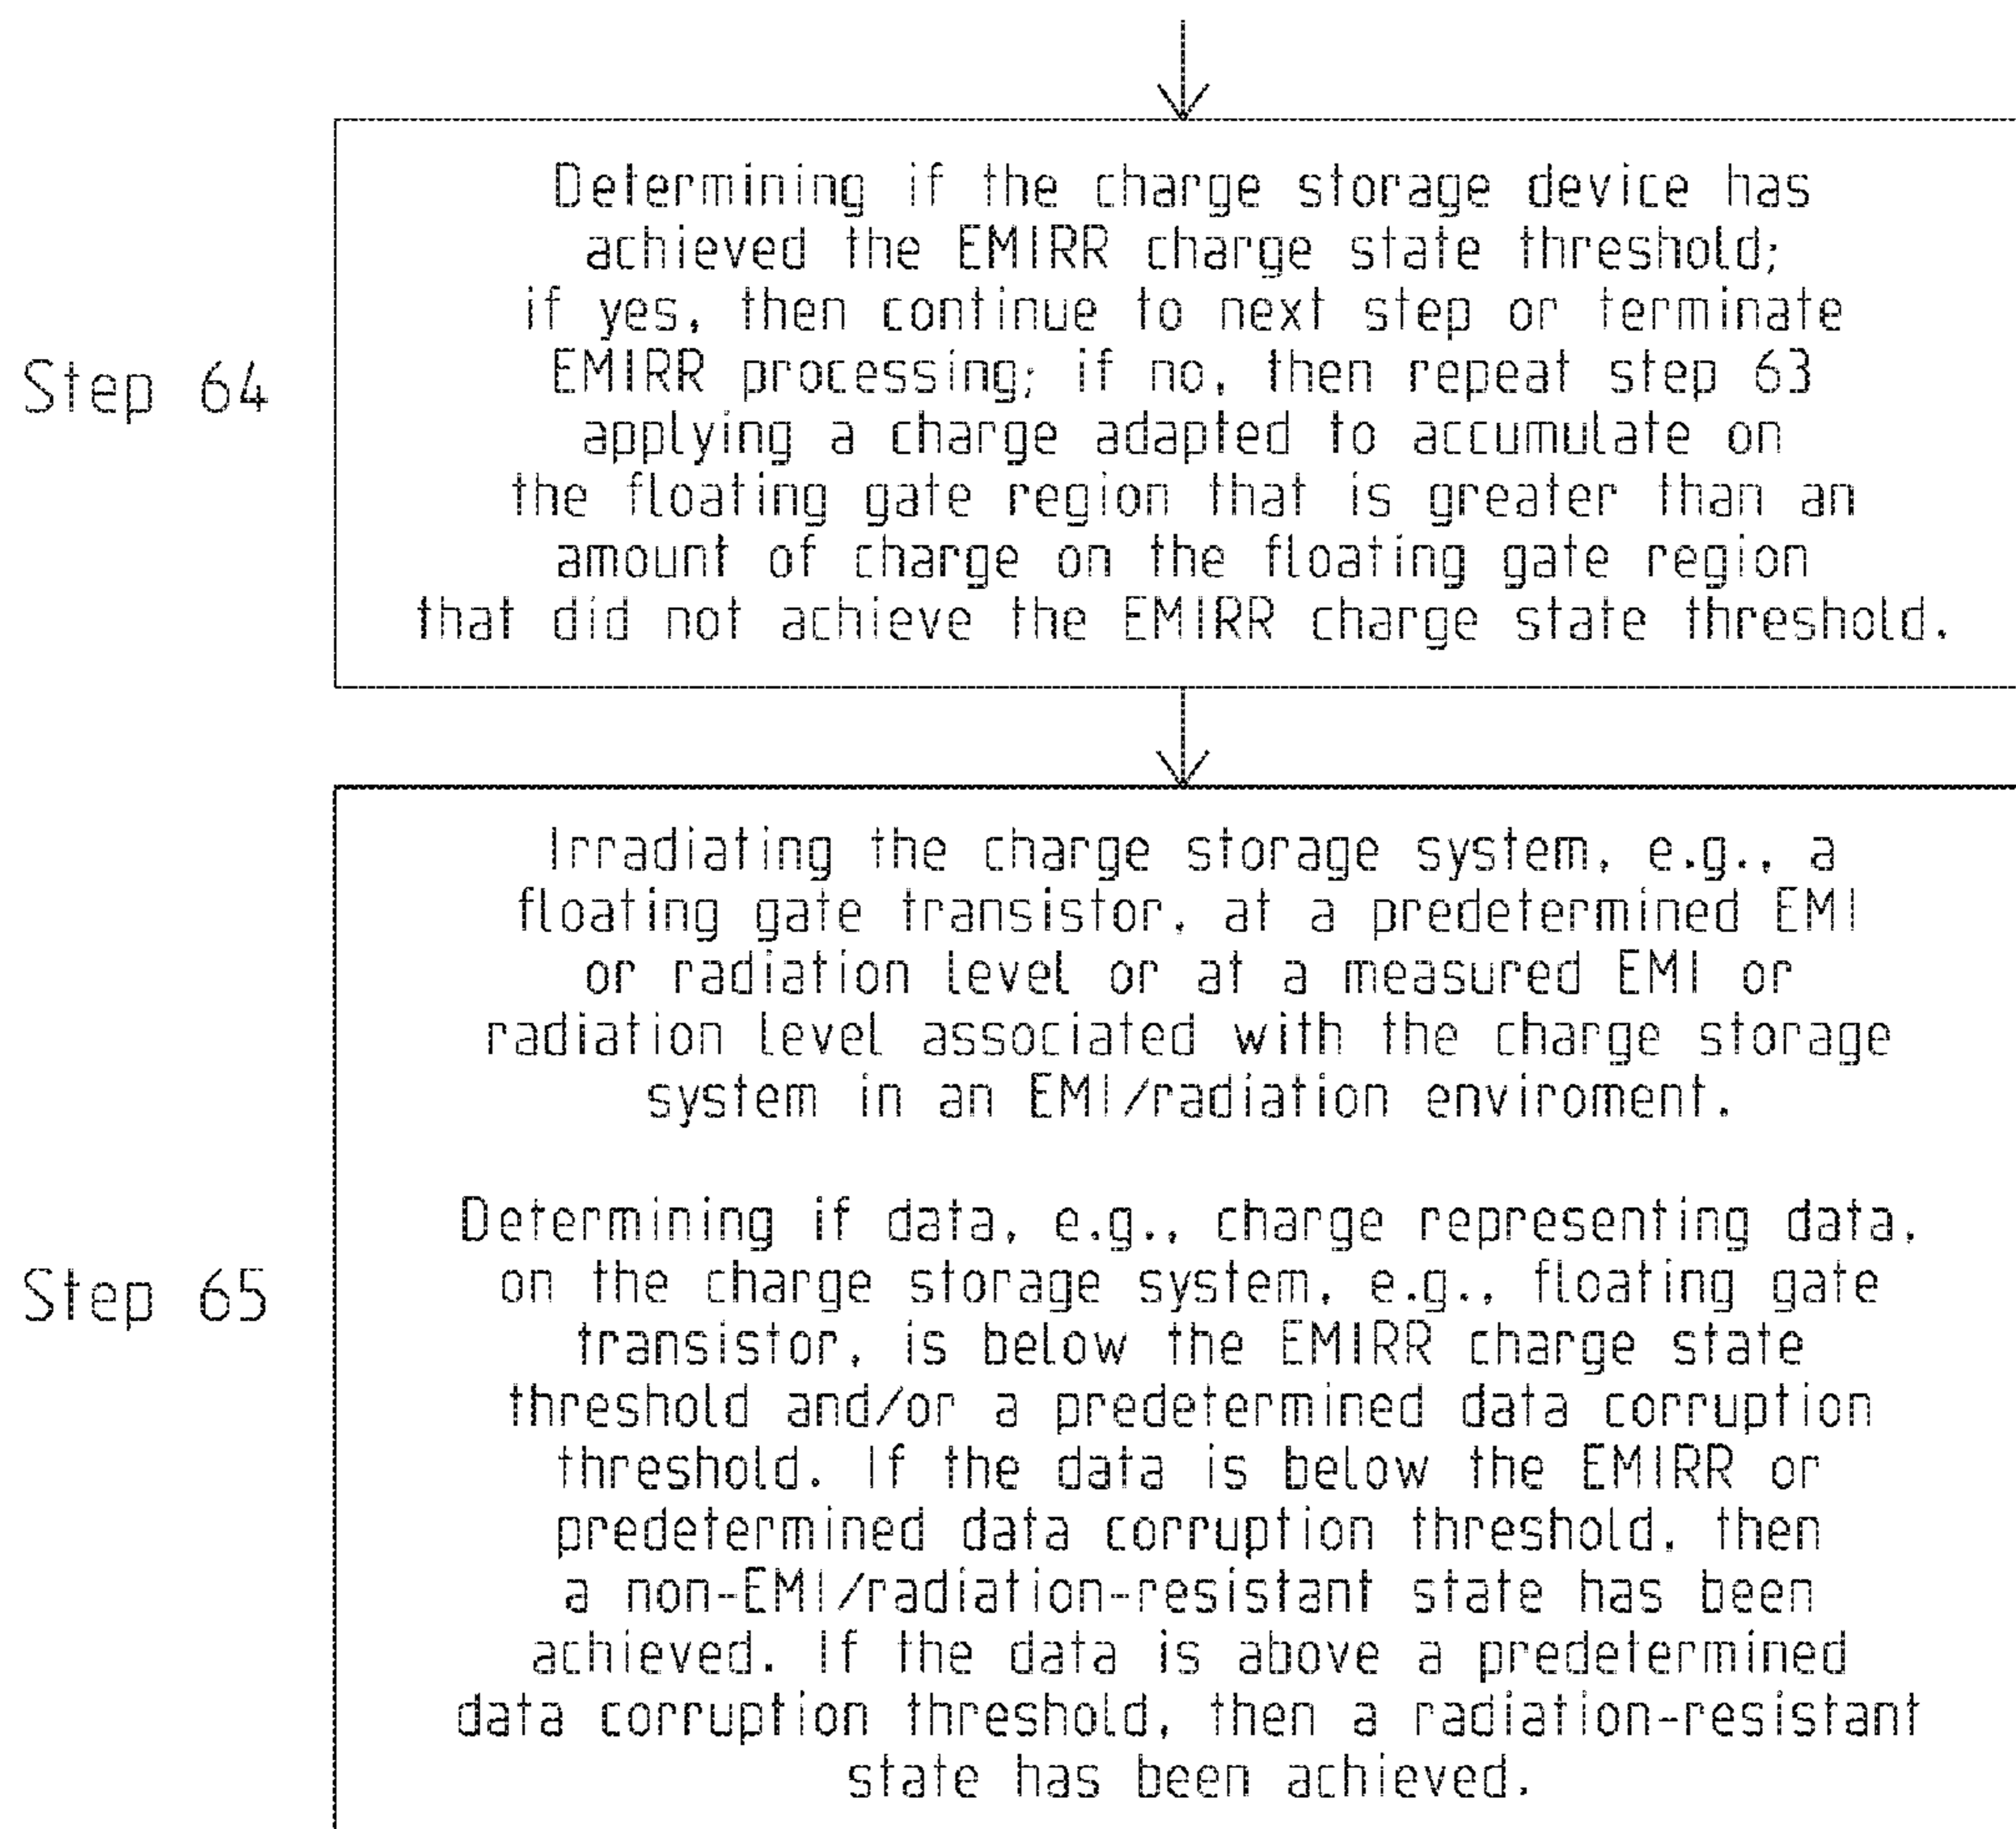 Determining if the charge storage device has
achieved the EMIRR charge state threshold;
if yes, then continue to next step or terminate
Step 64
EMIRR processing; if no, then repeat step 63
applying a charge adapted to accumulate on
the floating gate region that is greater than an
amount of charge on the floating gate region
that did not achieve the EMIRR charge state threshold.
Irradiating the charge storage system, e.g., a
floating gate transistor, at a predetermined EMI
or radiation level or at a measured EMI or
radiation level associated with the charge storage
system in an EMI/radiation enviroment.
Determining if data, e.g., charge representing data,
Step 65
on the charge storage system, e.g., floating gate
transistor, is below the EMIRR charge state
threshold and/or a predetermined data corruption
threshold. If the data is below the EMIRR or
predetermined data corruption threshold, then
a non-EMI/radiation-resistant state has been
achieved. If the data is above a predetermined
data corruption threshold, then a radiation-resistant
state has been achieved.